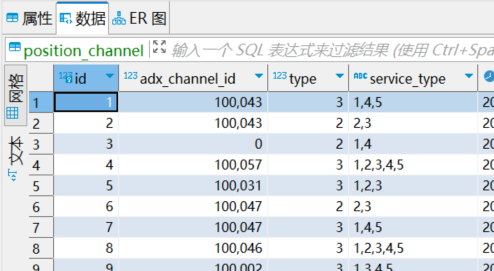 属性 数据 ER 图
position_channel 输入一个 SQL 表达式来过滤结果 (使用 Ctrl+Spa
网格
文本
123 id 123 adx_channel_id 123 type ABC service_type
1 1 100,043 3 1,4,5 20
2 2 100,043 2 2,3 20
3 3 0 2 1,4 20
4 4 100,057 3 1,2,3,4,5 20
5 5 100,031 3 1,2,3 20
6 6 100,047 2 2,3 20
7 7 100,047 3 1,4,5 20
8 8 100,046 3 1,2,3,4,5 20
9 9 100,002 3 1,3,4,5 20